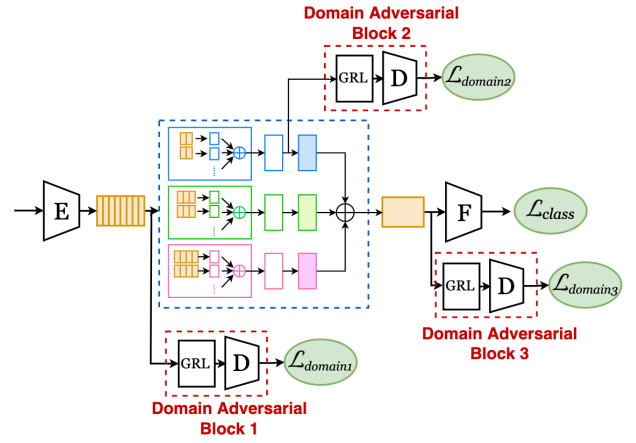 Domain Adversarial
Block 2
GRL
D
ℒdomain2
E
F
ℒclass
GRL
D
ℒdomain3
Domain Adversarial
Block 3
GRL
D
ℒdomain1
Domain Adversarial
Block 1